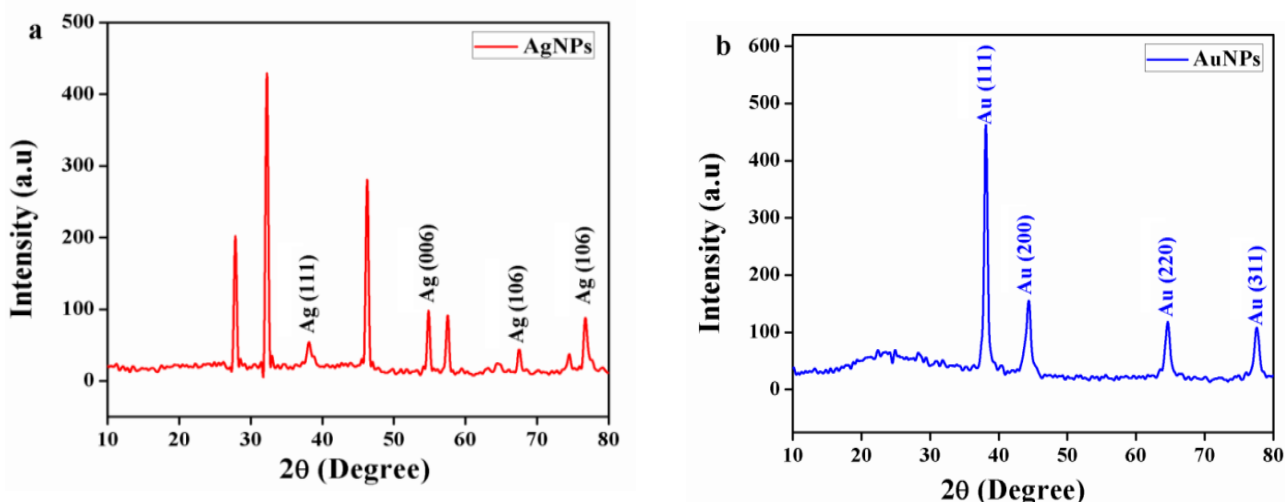 a
AgNPs
Intensity (a.u)
500
400
300
200
100
0
Ag (111)
Ag (006)
Ag (106)
Ag (106)
10 20 30 40 50 60 70 80
2θ (Degree)
b
AuNPs
Intensity (a.u)
600
500
400
300
200
100
0
Au (111)
Au (200)
Au (220)
Au (311)
10 20 30 40 50 60 70 80
2θ (Degree)